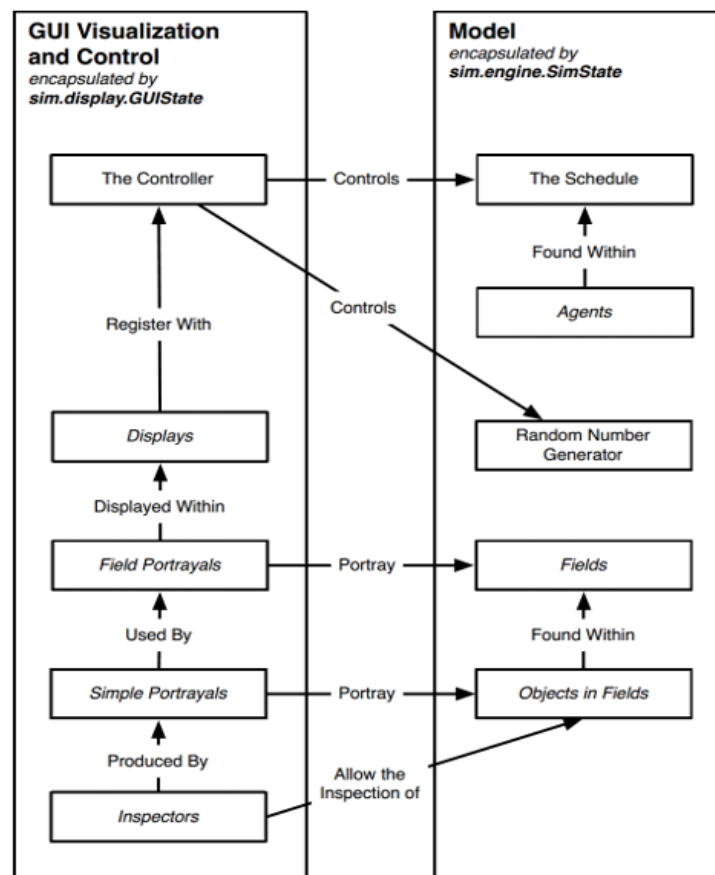 GUI Visualization
and Control
encapsulated by
sim.display.GUIState
Model
encapsulated by
sim.engine.SimState
The Controller
Controls
The Schedule
Found Within
Agents
Controls
Register With
Displays
Random Number
Generator
Displayed Within
Field Portrayals
Portray
Fields
Used By
Found Within
Simple Portrayals
Portray
Objects in Fields
Produced By
Allow the
Inspection of
Inspectors